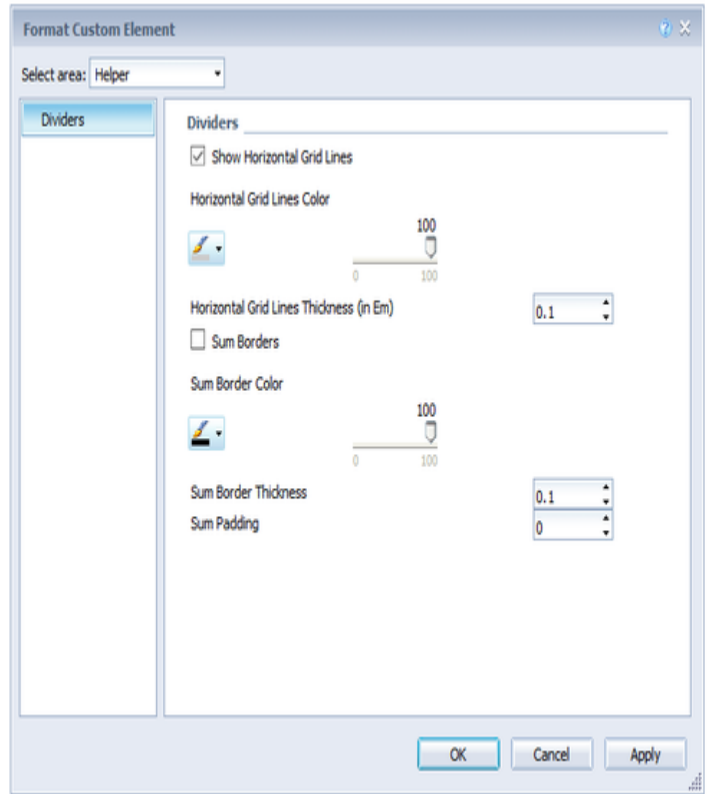 Format Custom Element ?
Select area: Helper
Dividers
Dividers
Show Horizontal Grid Lines
Horizontal Grid Lines Color
100
0 100
Horizontal Grid Lines Thickness (in Em) 0.1
Sum Borders
Sum Border Color
100
0 100
Sum Border Thickness 0.1
Sum Padding 0
OK Cancel Apply